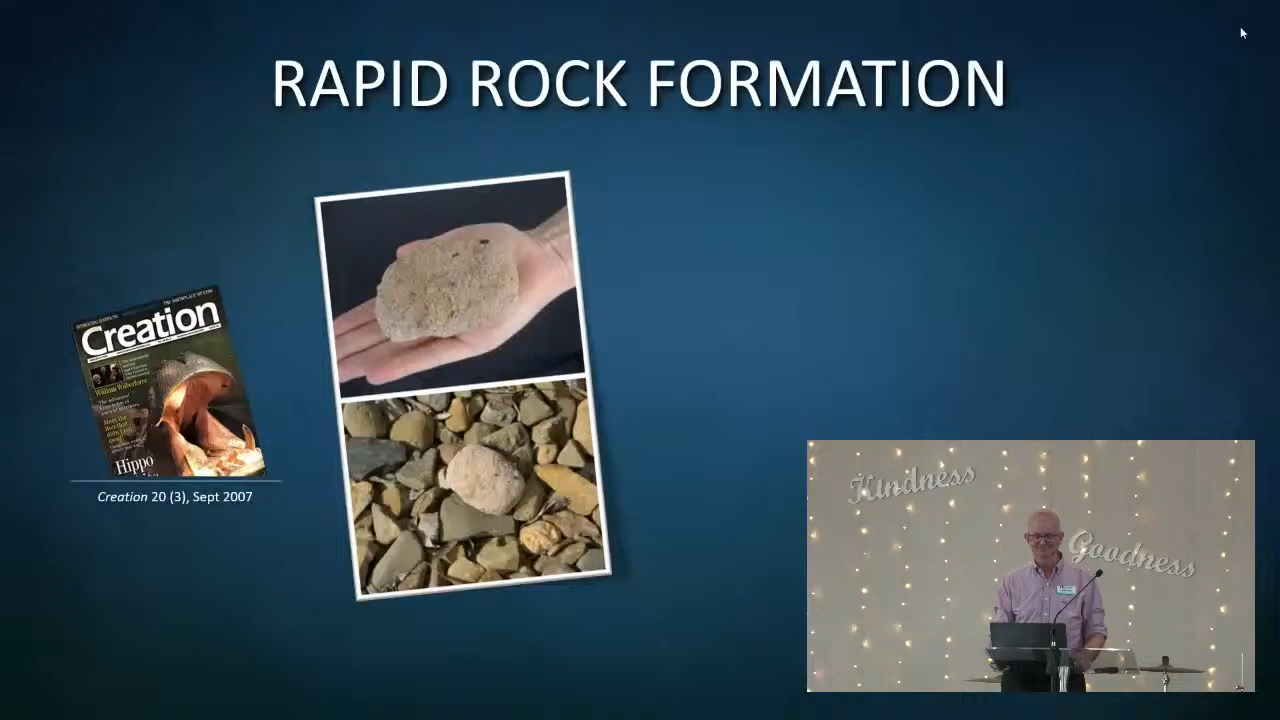 RAPID ROCK FORMATION
Creation
William Wilberforce
Hippo
Creation 20 (3), Sept 2007
Kindness
Goodness